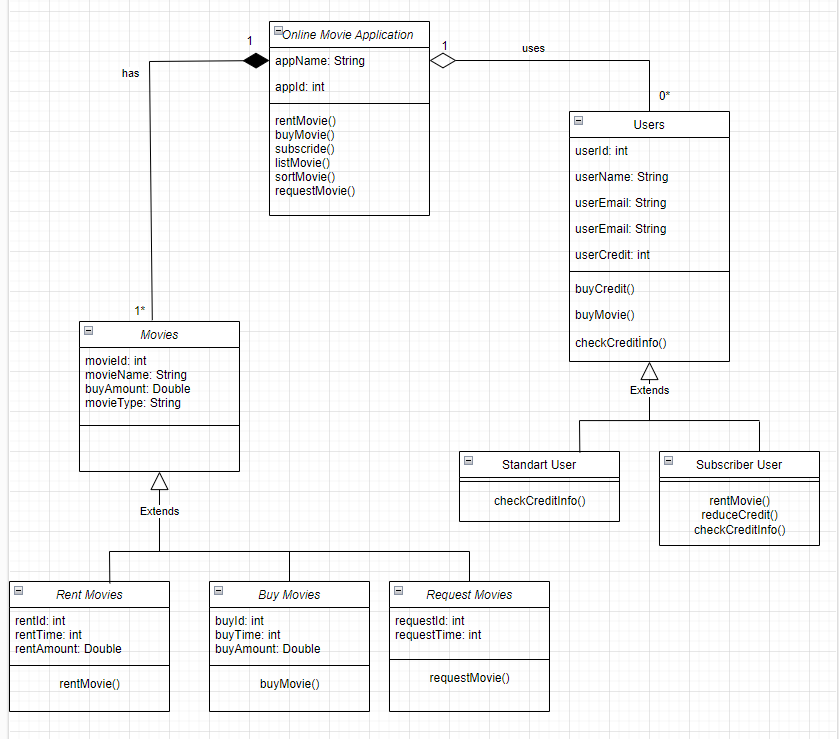 Online Movie Application
appName: String
appId: int
rentMovie()
buyMovie()
subscride()
listMovie()
sortMovie()
requestMovie()
1
has
1*
1
uses
0*
Users
userId: int
userName: String
userEmail: String
userEmail: String
userCredit: int
buyCredit()
buyMovie()
checkCreditİnfo()
Movies
movieId: int
movieName: String
buyAmount: Double
movieType: String
Extends
Standart User
checkCreditInfo()
Subscriber User
rentMovie()
reduceCredit()
checkCreditInfo()
Extends
Rent Movies
rentId: int
rentTime: int
rentAmount: Double
rentMovie()
Buy Movies
buyId: int
buyTime: int
buyAmount: Double
buyMovie()
Request Movies
requestId: int
requestTime: int
requestMovie()